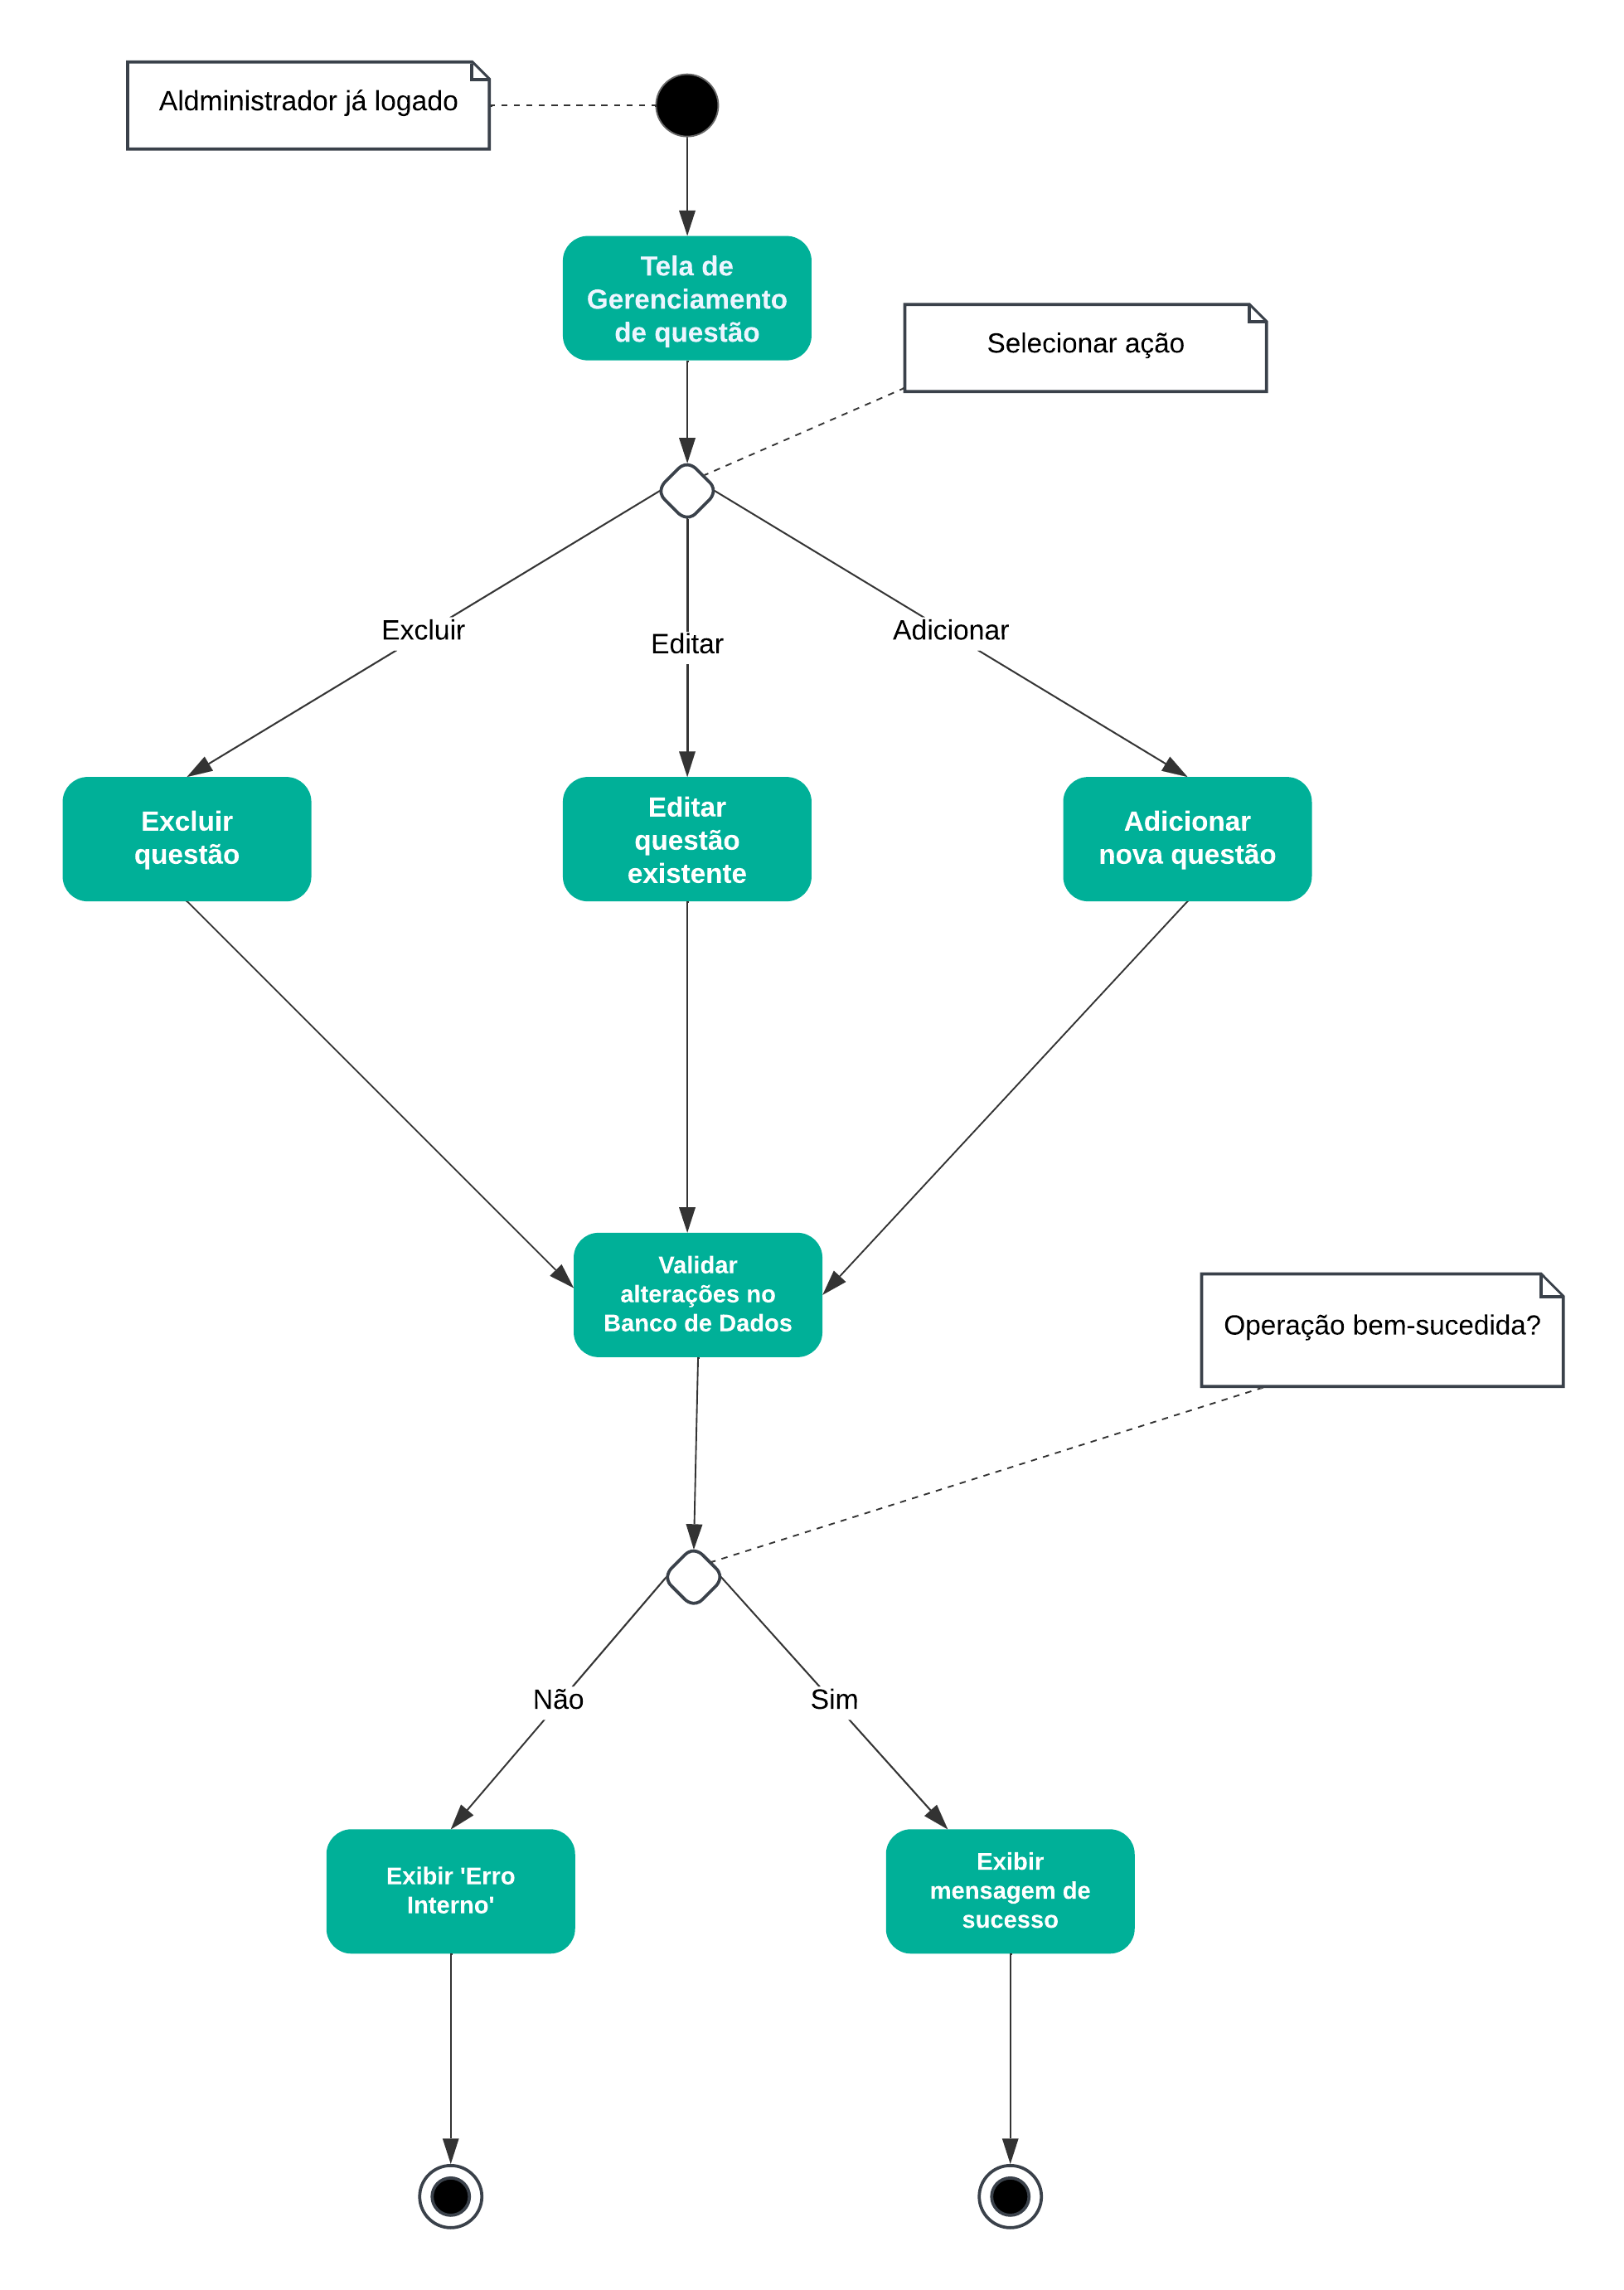 Aldministrador já logado
Tela de
Gerenciamento
de questão
Selecionar ação
Excluir
Editar
Adicionar
Excluir
questão
Editar
questão
existente
Adicionar
nova questão
Validar
alterações no
Banco de Dados
Operação bem-sucedida?
Não
Sim
Exibir 'Erro
Interno'
Exibir
mensagem de
sucesso